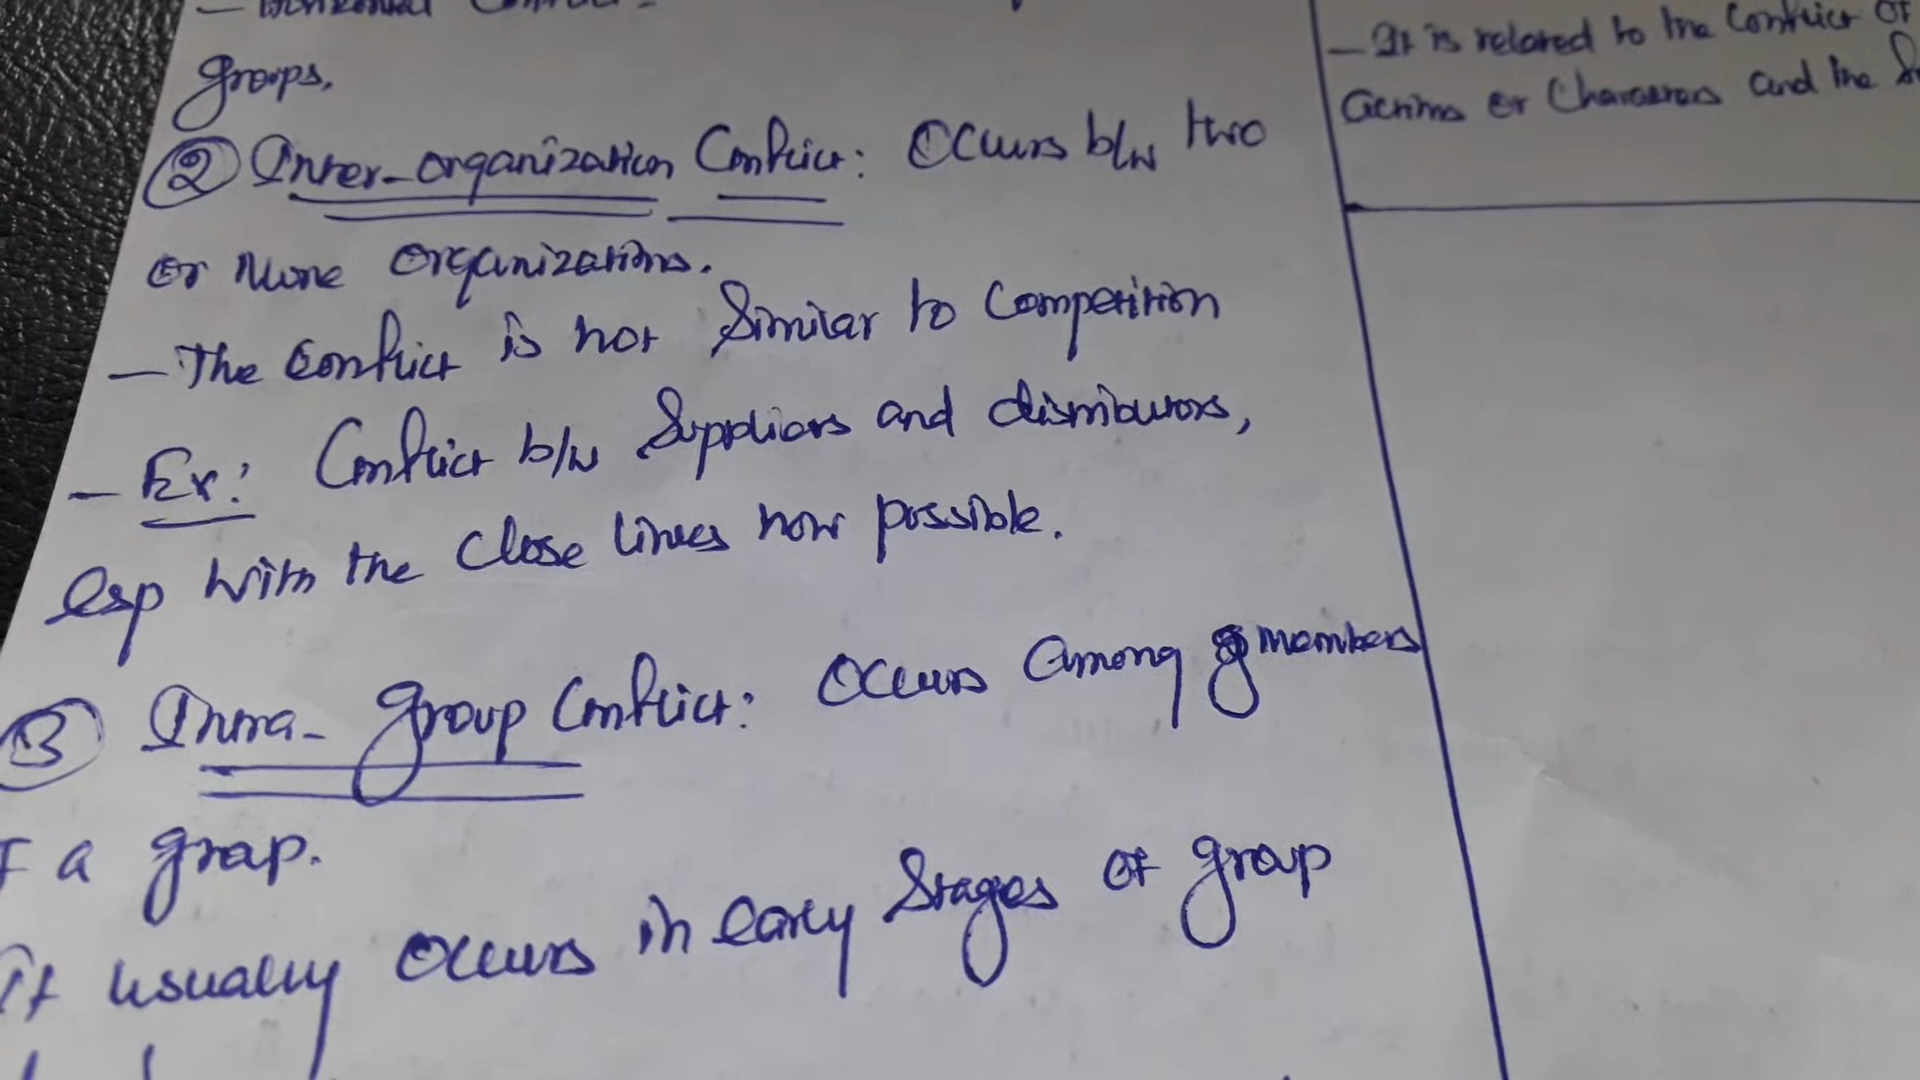 groups.
② Inter-organization Conflict: Occurs b/w two
or more organizations.
- The Conflict is not Similar to Competition
- Ex: Conflict b/w Suppliers and distributors,
esp with the close lines now possible.
③ Intra-group Conflict: Occurs among members
of a group.
It usually occurs in early Stages of group
- It is related to the Conflict of
actions or Characters and the